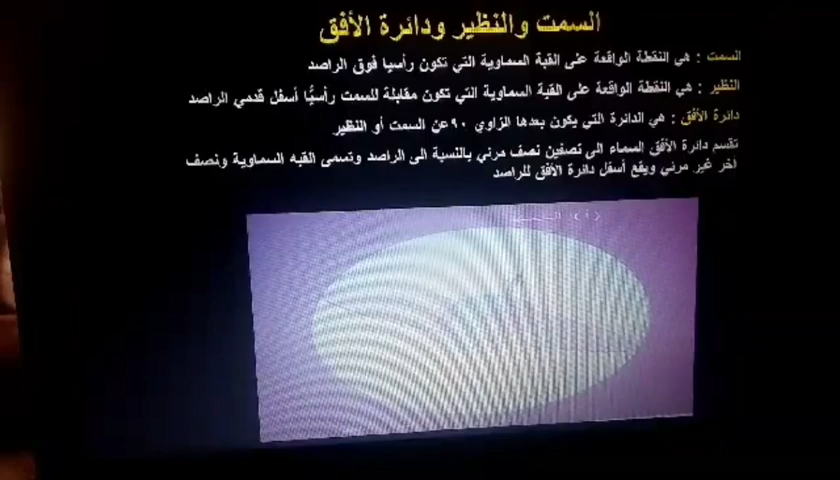 السمت والنظير ودائرة الأفق
السمت : هي النقطة الواقعة على القبة السماوية التي تكون رأسيا فوق الراصد
النظير : هي النقطة الواقعة على القبة السماوية التي تكون مقابلة للسمت رأسيًا أسفل قدمي الراصد
دائرة الأفق : هي الدائرة التي يكون بعدها الزاوي ٩٠ عن السمت أو النظير
تقسم دائرة الأفق السماء الى نصفين نصف مرئي بالنسبة الى الراصد وتسمى القبه السماوية ونصف
أخر غير مرئي ويقع أسفل دائرة الأفق للراصد